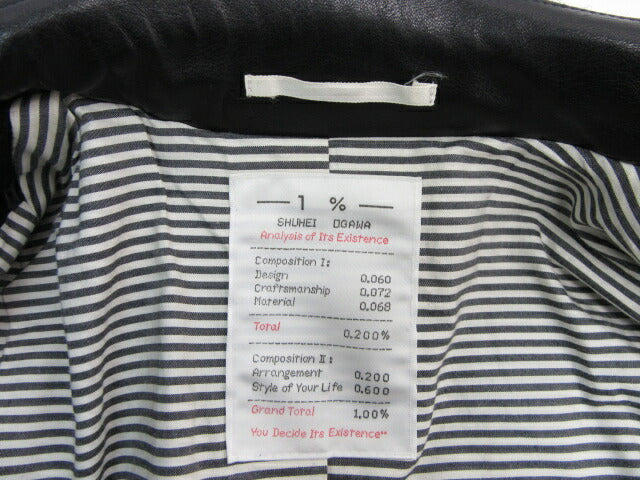 1 %
SHUHEI OGAWA
Analysis of Its Existence
Composition I:
Design 0.060
Craftsmanship 0.072
Material 0.068
Total 0.200%
Composition II:
Arrangement 0.200
Style of Your Life 0.600
Grand Total 1.00%
You Decide Its Existence**